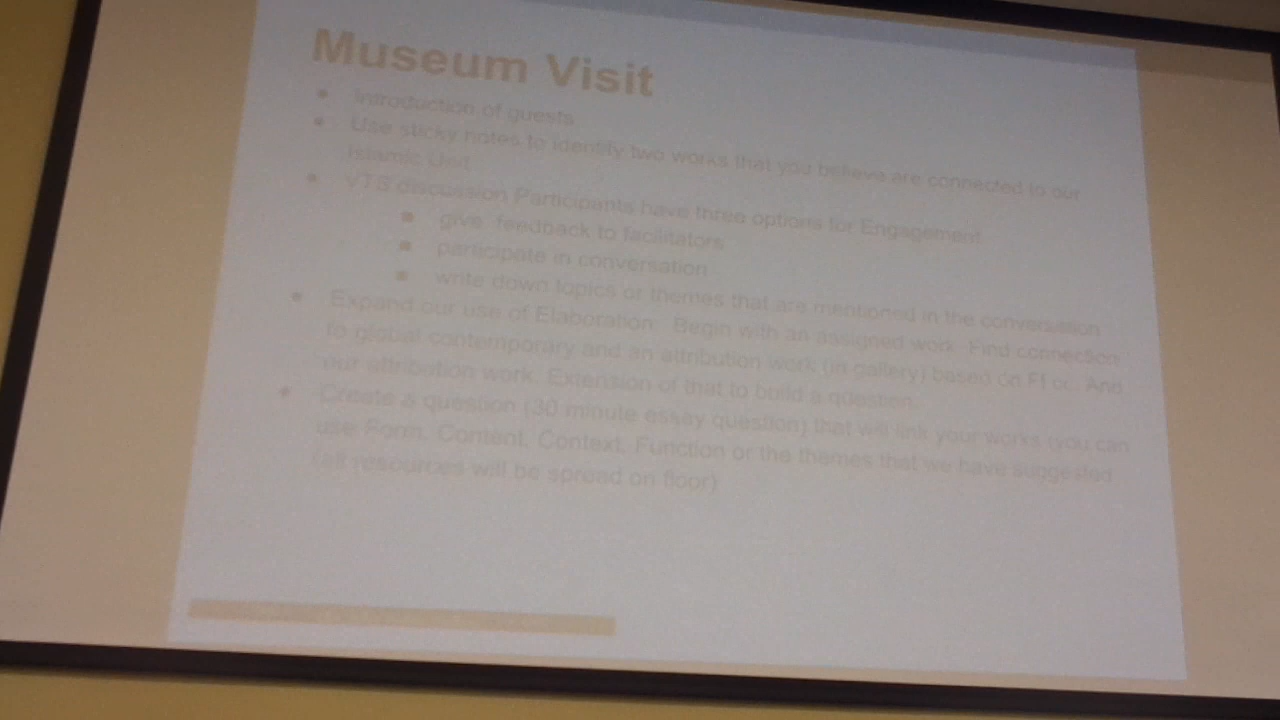 Museum Visit
Introduction of guests
Use sticky notes to identify two works that you believe are connected to our
Islamic Unit
VTS discussion Participants have three options for Engagement
give feedback to facilitators
participate in conversation
write down topics or themes that are mentioned in the conversation
Expand our use of Elaboration. Begin with an assigned work. Find connection
to global contemporary and an attribution work (in gallery) based on And
our attribution work. Extension of that to build a question.
Create a question (30 minute essay question) that will link your works (you can
use Form, Content, Context, Function or the themes that we have suggested
(all resources will be spread on floor)